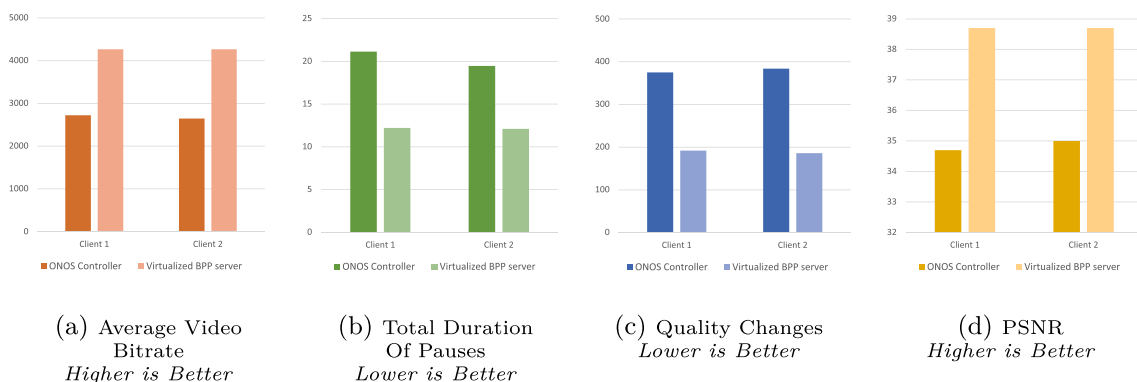 5000
4000
3000
2000
1000
0
Client 1 Client 2
ONOS Controller Virtualized BPP server
(a) Average Video
Bitrate
Higher is Better
25
20
15
10
5
0
Client 1 Client 2
ONOS Controller Virtualized BPP server
(b) Total Duration
Of Pauses
Lower is Better
500
400
300
200
100
0
Client 1 Client 2
ONOS Controller Virtualized BPP server
(c) Quality Changes
Lower is Better
39
38
37
36
35
34
33
32
Client 1 Client 2
ONOS Controller Virtualized BPP server
(d) PSNR
Higher is Better